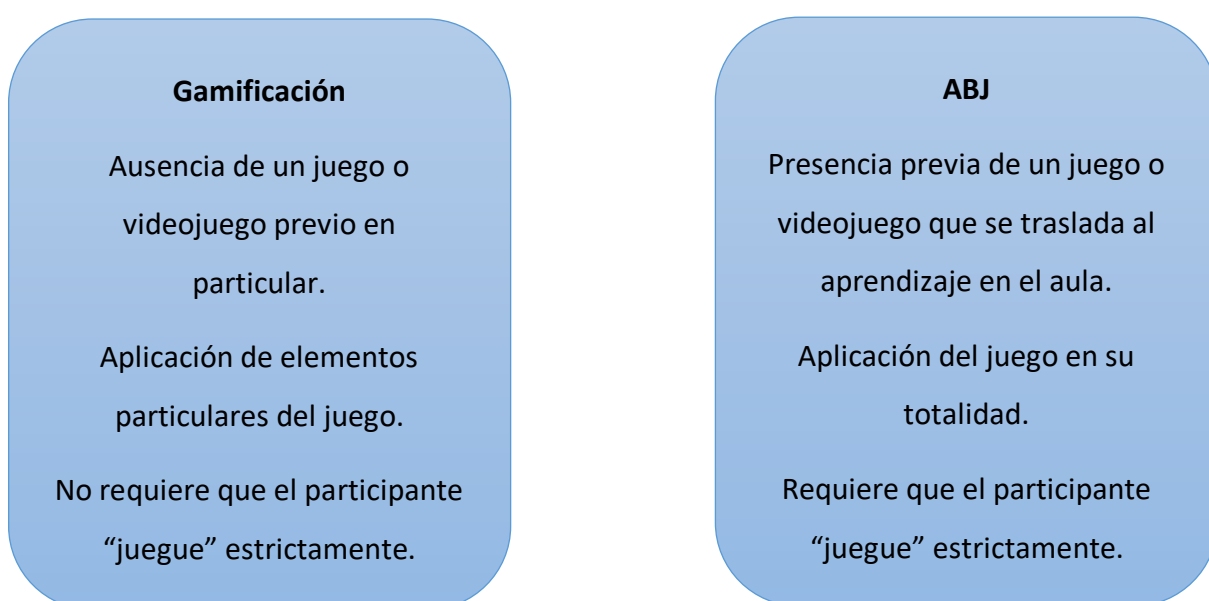 Gamificación
Ausencia de un juego o
videojuego previo en
particular.
Aplicación de elementos
particulares del juego.
No requiere que el participante
“juegue” estrictamente.
ABJ
Presencia previa de un juego o
videojuego que se traslada al
aprendizaje en el aula.
Aplicación del juego en su
totalidad.
Requiere que el participante
“juegue” estrictamente.